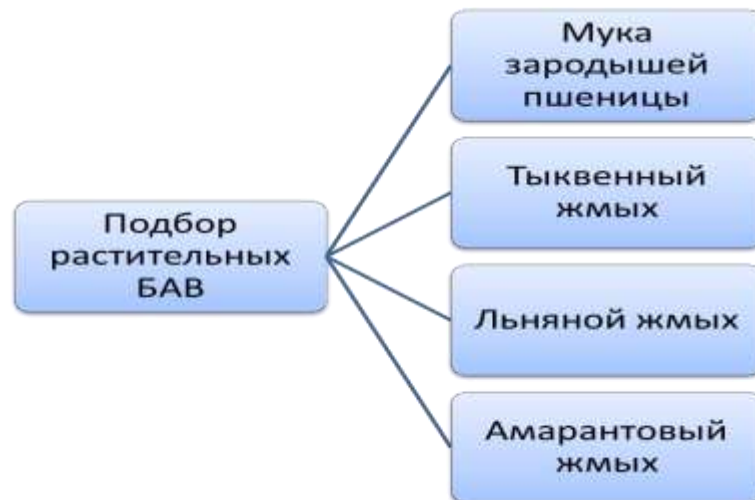 Мука
зародышей
пшеницы
Тыквенный
жмых
Подбор
растительных
БАВ
Льняной жмых
Амарантовый
жмых